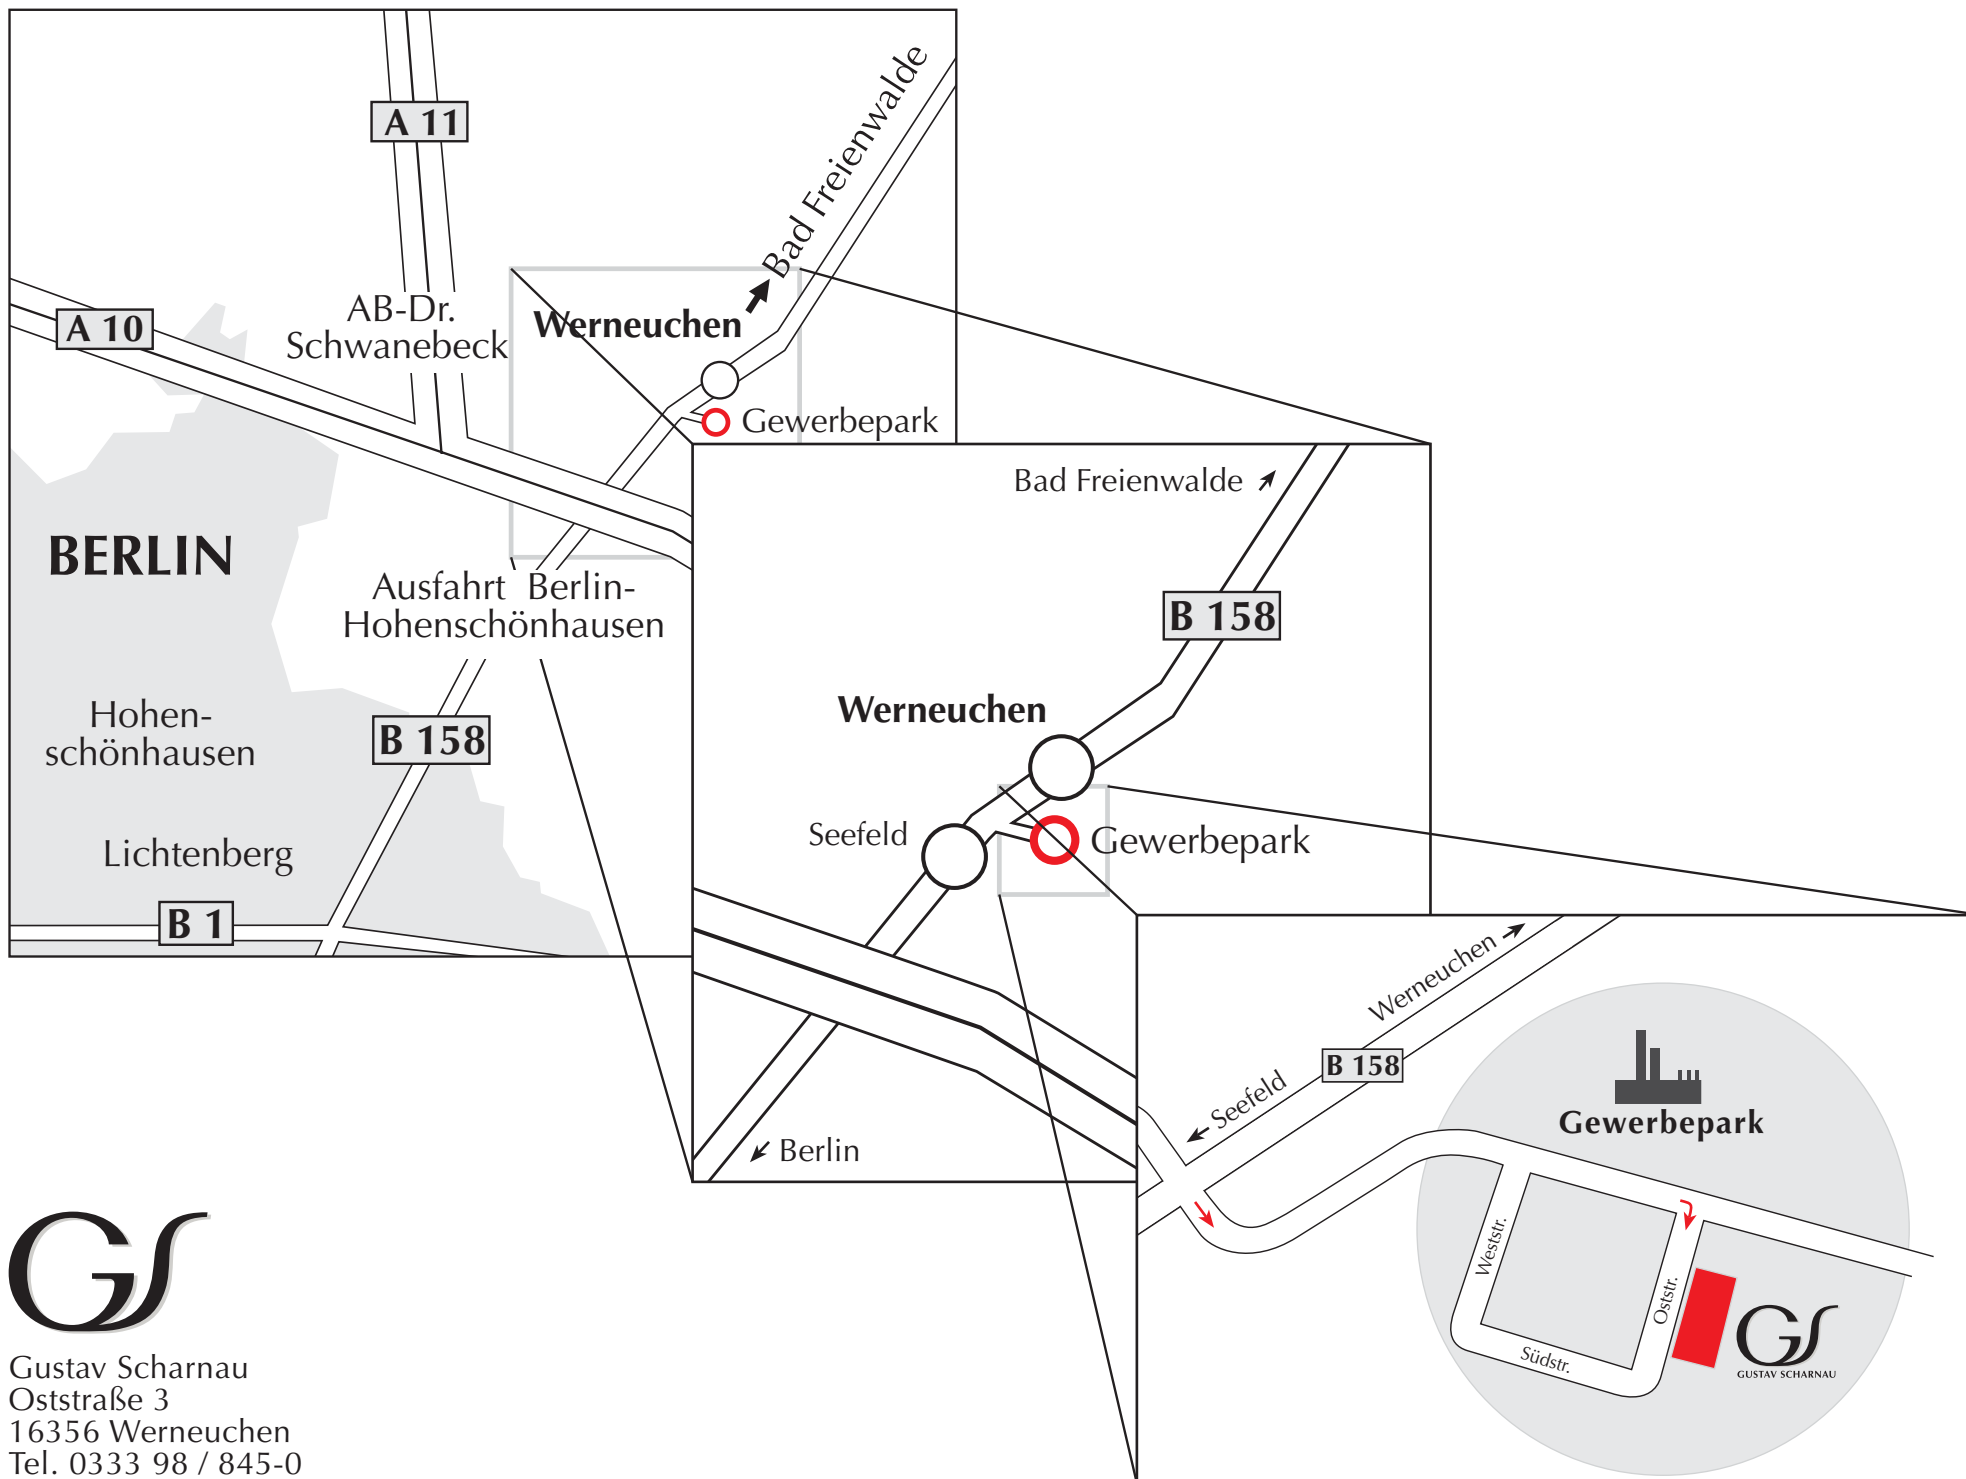 A 11
Bad Freienwalde
A 10
AB-Dr.
Schwanebeck
Werneuchen
Gewerbepark
BERLIN
Ausfahrt Berlin-
Hohenschönhausen
Hohen-
schönhausen
B 158
Lichtenberg
B 1
Bad Freienwalde
B 158
Werneuchen
Seefeld
Gewerbepark
Berlin
Werneuchen
B 158
Seefeld
Gewerbepark
Weststr.
Oststr.
Südstr.
GS
GUSTAV SCHARNAU
GS
Gustav Scharnau
Oststraße 3
16356 Werneuchen
Tel. 0333 98 / 845-0